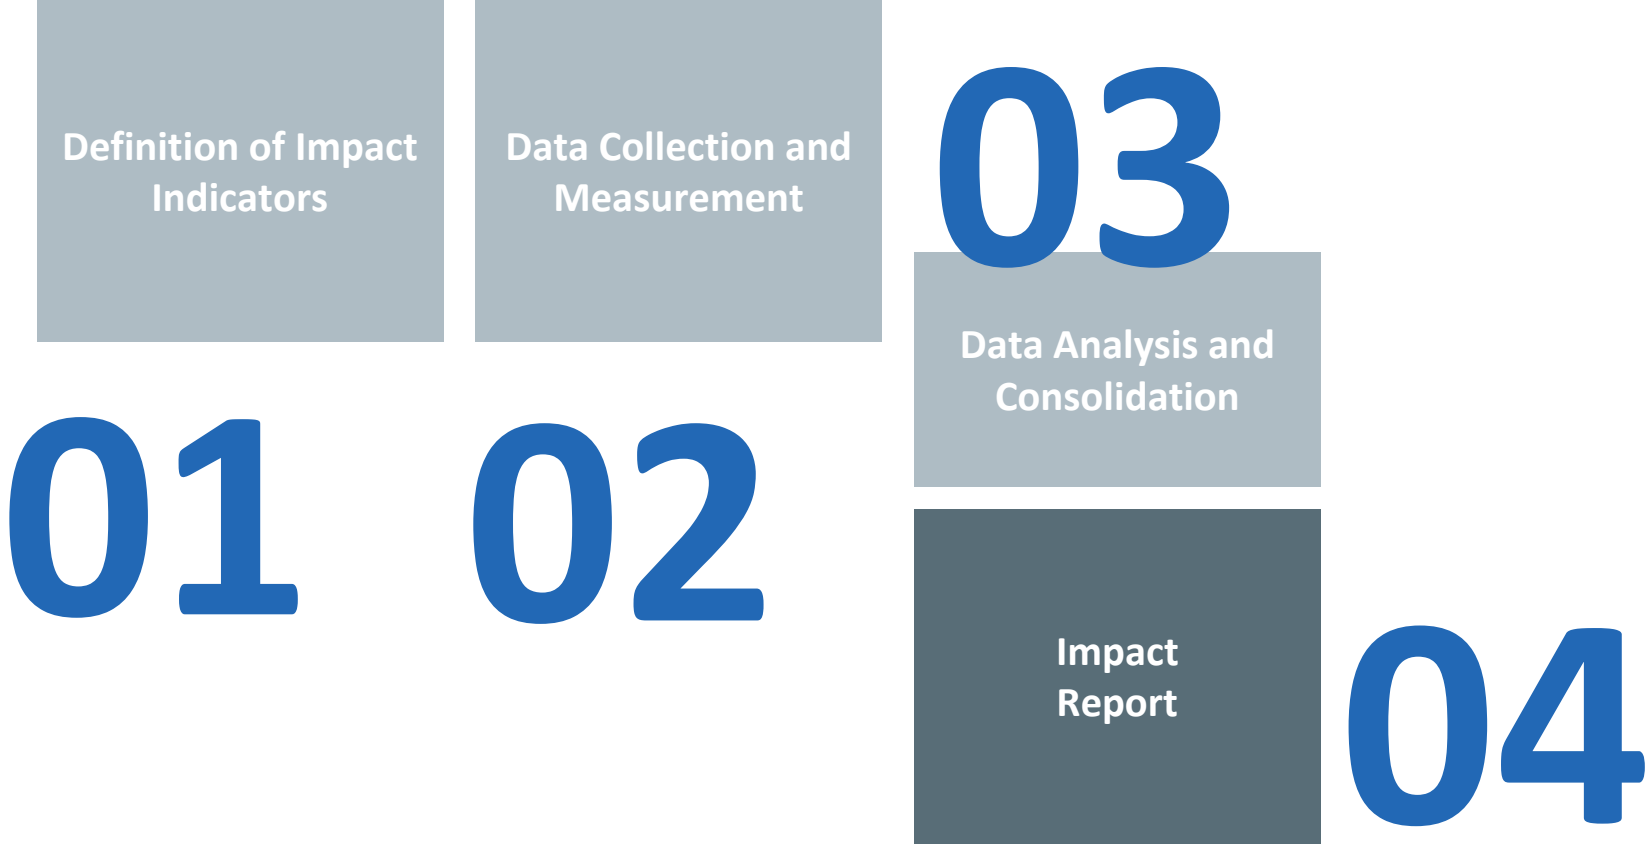 Definition of Impact
Indicators
01
Data Collection and
Measurement
02
03
Data Analysis and
Consolidation
Impact
Report
04